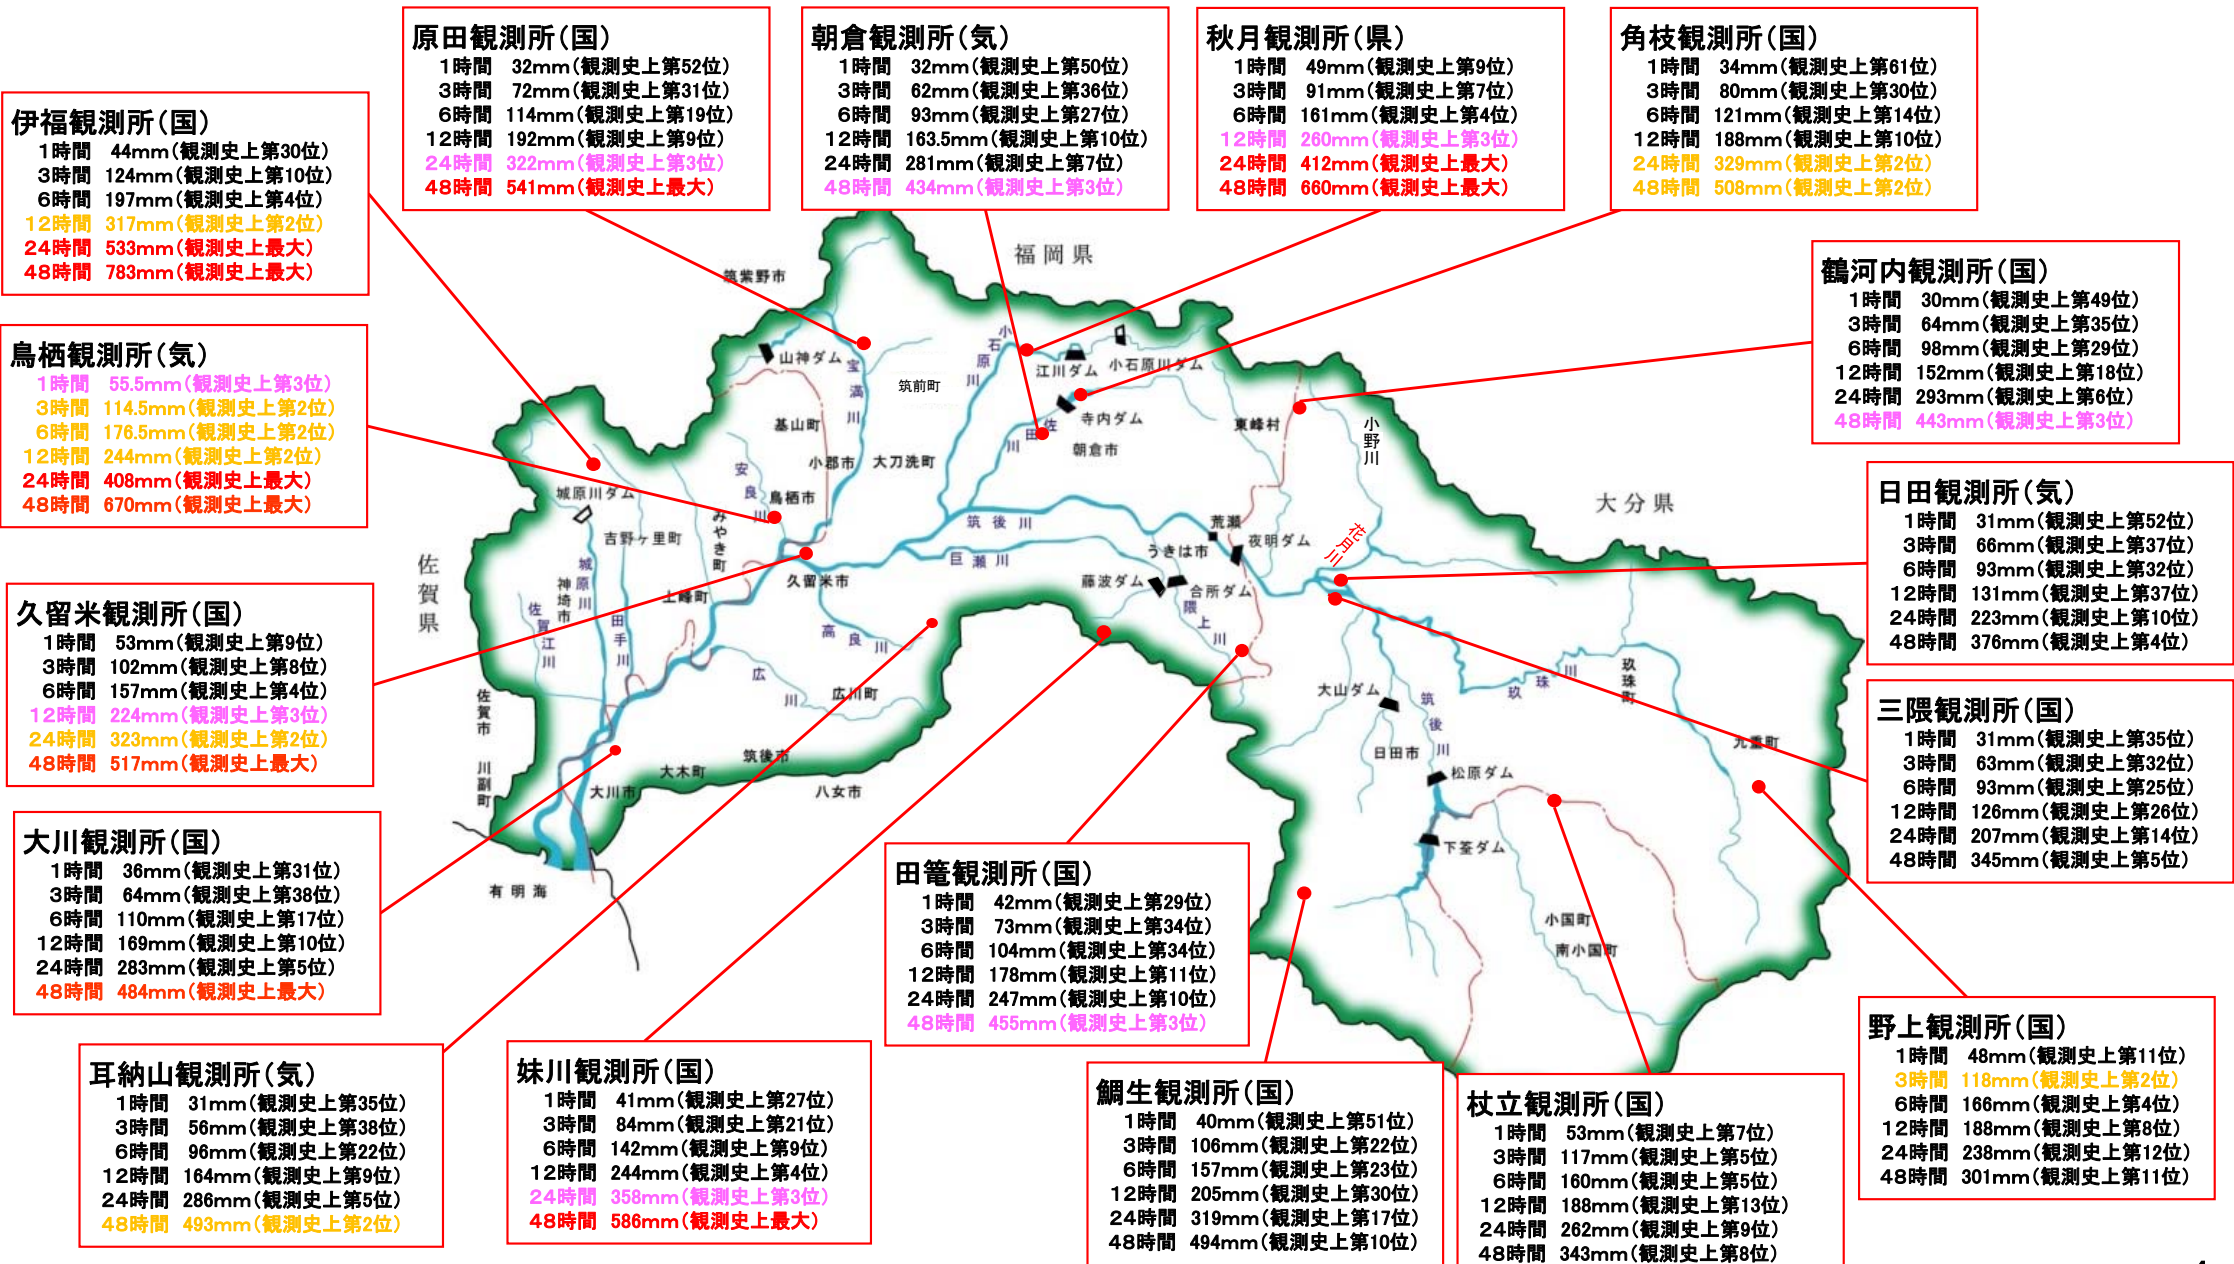 原田観測所(国)
1時間 32mm(観測史上第52位)
3時間 72mm(観測史上第31位)
6時間 114mm(観測史上第19位)
12時間 192mm(観測史上第9位)
24時間 322mm(観測史上第3位)
48時間 541mm(観測史上最大)
朝倉観測所(気)
1時間 32mm(観測史上第50位)
3時間 62mm(観測史上第36位)
6時間 93mm(観測史上第27位)
12時間 163.5mm(観測史上第10位)
24時間 281mm(観測史上第7位)
48時間 434mm(観測史上第3位)
秋月観測所(県)
1時間 49mm(観測史上第9位)
3時間 91mm(観測史上第7位)
6時間 161mm(観測史上第4位)
12時間 260mm(観測史上第3位)
24時間 412mm(観測史上最大)
48時間 660mm(観測史上最大)
角枝観測所(国)
1時間 34mm(観測史上第61位)
3時間 80mm(観測史上第30位)
6時間 121mm(観測史上第14位)
12時間 188mm(観測史上第10位)
24時間 329mm(観測史上第2位)
48時間 508mm(観測史上第2位)
伊福観測所(国)
1時間 44mm(観測史上第30位)
3時間 124mm(観測史上第10位)
6時間 197mm(観測史上第4位)
12時間 317mm(観測史上第2位)
24時間 533mm(観測史上最大)
48時間 783mm(観測史上最大)
鶴河内観測所(国)
1時間 30mm(観測史上第49位)
3時間 64mm(観測史上第35位)
6時間 98mm(観測史上第29位)
12時間 152mm(観測史上第18位)
24時間 293mm(観測史上第6位)
48時間 443mm(観測史上第3位)
鳥栖観測所(気)
1時間 55.5mm(観測史上第3位)
3時間 114.5mm(観測史上第2位)
6時間 176.5mm(観測史上第2位)
12時間 244mm(観測史上第2位)
24時間 408mm(観測史上最大)
48時間 670mm(観測史上最大)
日田観測所(気)
1時間 31mm(観測史上第52位)
3時間 66mm(観測史上第37位)
6時間 93mm(観測史上第32位)
12時間 131mm(観測史上第37位)
24時間 223mm(観測史上第10位)
48時間 376mm(観測史上第4位)
久留米観測所(国)
1時間 53mm(観測史上第9位)
3時間 102mm(観測史上第8位)
6時間 157mm(観測史上第4位)
12時間 224mm(観測史上第3位)
24時間 323mm(観測史上第2位)
48時間 517mm(観測史上最大)
三隈観測所(国)
1時間 31mm(観測史上第35位)
3時間 63mm(観測史上第32位)
6時間 93mm(観測史上第25位)
12時間 126mm(観測史上第26位)
24時間 207mm(観測史上第14位)
48時間 345mm(観測史上第5位)
大川観測所(国)
1時間 36mm(観測史上第31位)
3時間 64mm(観測史上第38位)
6時間 110mm(観測史上第17位)
12時間 169mm(観測史上第10位)
24時間 283mm(観測史上第5位)
48時間 484mm(観測史上最大)
田篭観測所(国)
1時間 42mm(観測史上第29位)
3時間 73mm(観測史上第34位)
6時間 104mm(観測史上第34位)
12時間 178mm(観測史上第11位)
24時間 247mm(観測史上第10位)
48時間 455mm(観測史上第3位)
野上観測所(国)
1時間 48mm(観測史上第11位)
3時間 118mm(観測史上第2位)
6時間 166mm(観測史上第4位)
12時間 188mm(観測史上第8位)
24時間 238mm(観測史上第12位)
48時間 301mm(観測史上第11位)
耳納山観測所(気)
1時間 31mm(観測史上第35位)
3時間 56mm(観測史上第38位)
6時間 96mm(観測史上第22位)
12時間 164mm(観測史上第9位)
24時間 286mm(観測史上第5位)
48時間 493mm(観測史上第2位)
妹川観測所(国)
1時間 41mm(観測史上第27位)
3時間 84mm(観測史上第21位)
6時間 142mm(観測史上第9位)
12時間 244mm(観測史上第4位)
24時間 358mm(観測史上第3位)
48時間 586mm(観測史上最大)
鯛生観測所(国)
1時間 40mm(観測史上第51位)
3時間 106mm(観測史上第22位)
6時間 157mm(観測史上第23位)
12時間 205mm(観測史上第30位)
24時間 319mm(観測史上第17位)
48時間 494mm(観測史上第10位)
杖立観測所(国)
1時間 53mm(観測史上第7位)
3時間 117mm(観測史上第5位)
6時間 160mm(観測史上第5位)
12時間 188mm(観測史上第13位)
24時間 262mm(観測史上第9位)
48時間 343mm(観測史上第8位)
福岡県
筑紫野市
山神ダム
宝満川
筑前町
小石原川
江川ダム
小石原川ダム
基山町
寺内ダム
佐田川
朝倉市
東峰村
小野川
小郡市
大刀洗町
安良川
鳥栖市
城原川ダム
大分県
みやき町
吉野ヶ里町
筑後川
荒瀬
夜明ダム
花月川
うきは市
巨瀬川
佐賀県
城原川
神埼市
久留米市
藤波ダム
合所ダム
上峰町
佐賀江川
田手川
高良川
隈上川
広川
広川町
大山ダム
筑後川
玖珠川
玖珠町
佐賀市
川副町
筑後市
大木町
大川市
八女市
日田市
九重町
松原ダム
下筌ダム
有明海
小国町
南小国町